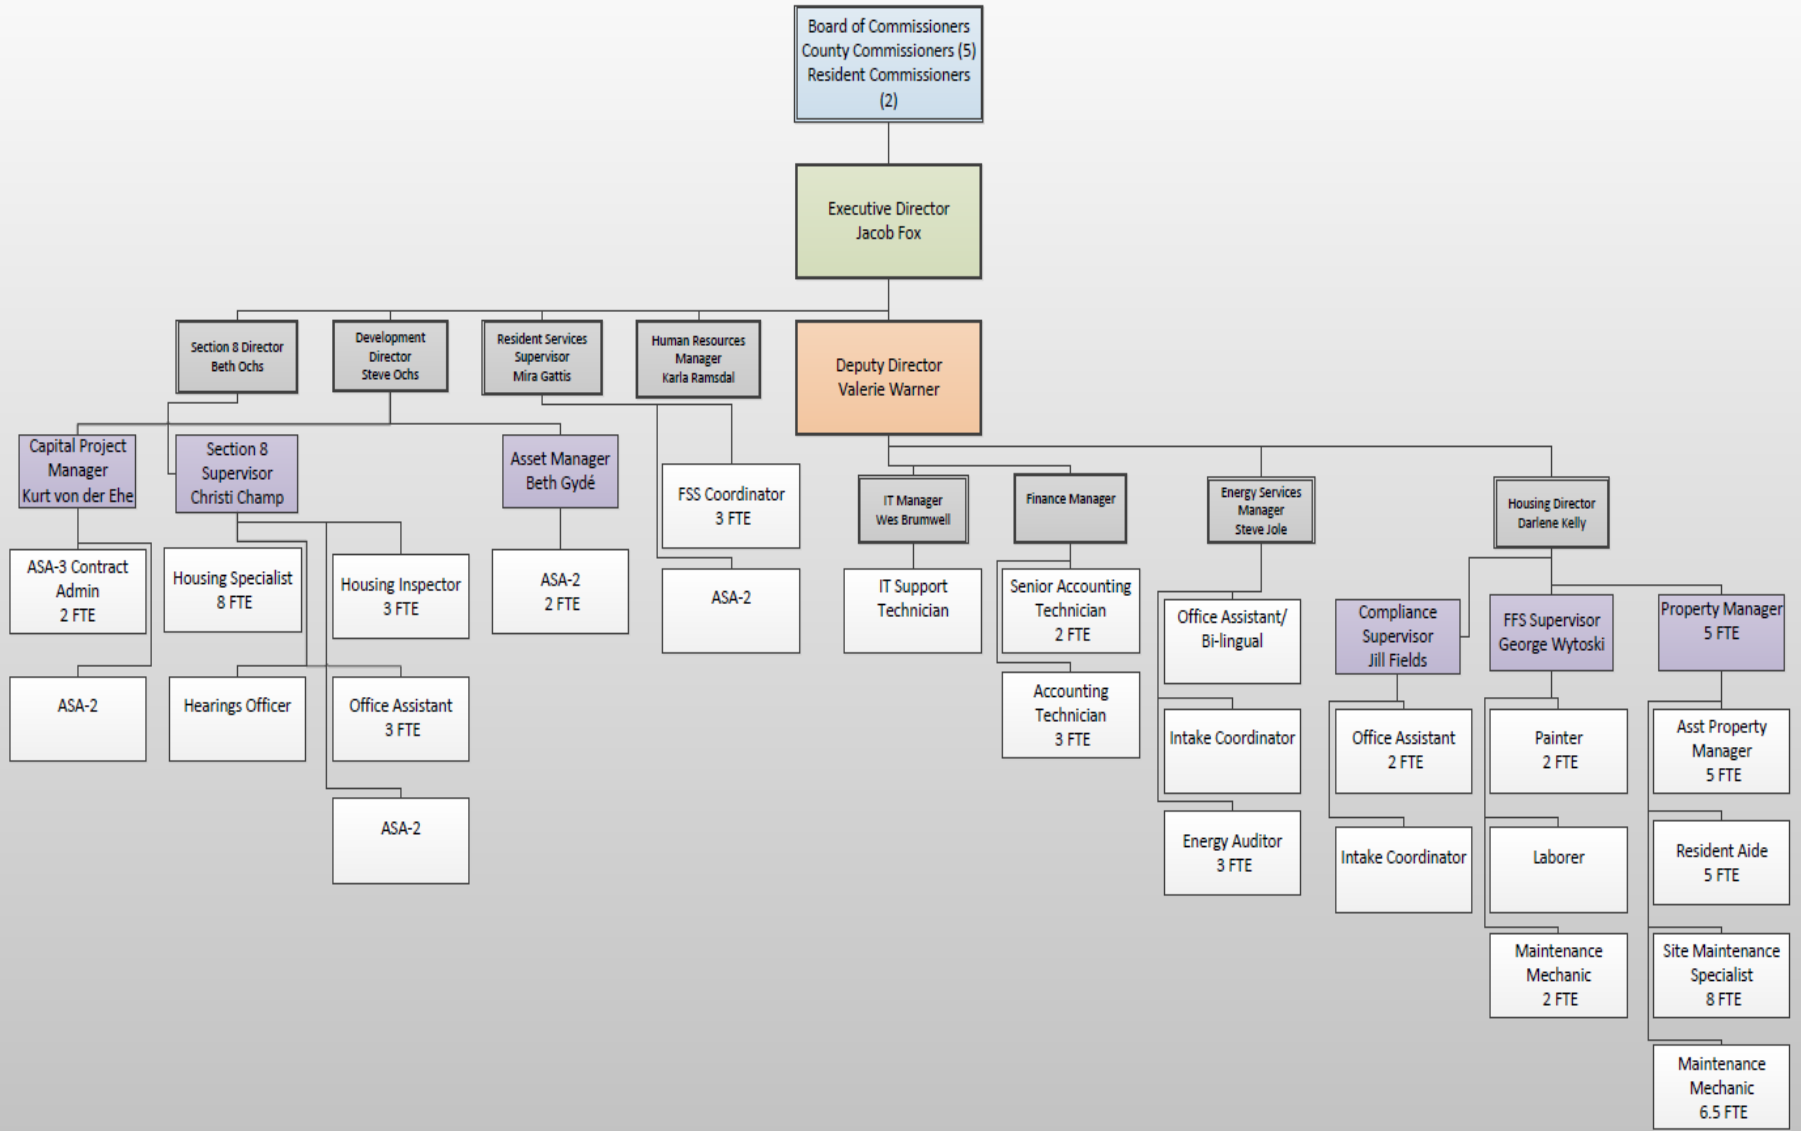 Board of Commissioners
County Commissioners (5)
Resident Commissioners
(2)
Executive Director
Jacob Fox
Section 8 Director
Beth Ochs
Development
Director
Steve Ochs
Resident Services
Supervisor
Mira Gattis
Human Resources
Manager
Karla Ramsdal
Deputy Director
Valerie Warner
Capital Project
Manager
Kurt von der Ehe
Section 8
Supervisor
Christi Champ
Asset Manager
Beth Gydé
FSS Coordinator
3 FTE
IT Manager
Wes Brumwell
Finance Manager
Energy Services
Manager
Steve Jole
Housing Director
Darlene Kelly
ASA-3 Contract
Admin
2 FTE
Housing Specialist
8 FTE
Housing Inspector
3 FTE
ASA-2
2 FTE
ASA-2
IT Support
Technician
Senior Accounting
Technician
2 FTE
Office Assistant/
Bi-lingual
Compliance
Supervisor
Jill Fields
FFS Supervisor
George Wytoski
Property Manager
5 FTE
ASA-2
Hearings Officer
Office Assistant
3 FTE
Accounting
Technician
3 FTE
Intake Coordinator
Office Assistant
2 FTE
Painter
2 FTE
Asst Property
Manager
5 FTE
ASA-2
Energy Auditor
3 FTE
Intake Coordinator
Laborer
Resident Aide
5 FTE
Maintenance
Mechanic
2 FTE
Site Maintenance
Specialist
8 FTE
Maintenance
Mechanic
6.5 FTE